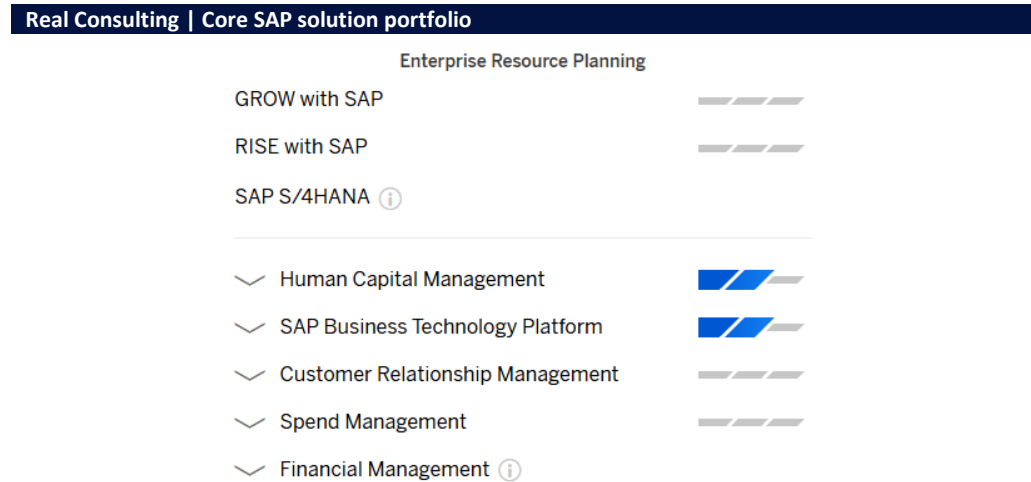 Real Consulting | Core SAP solution portfolio
Enterprise Resource Planning
GROW with SAP
RISE with SAP
SAP S/4HANA
Human Capital Management
SAP Business Technology Platform
Customer Relationship Management
Spend Management
Financial Management